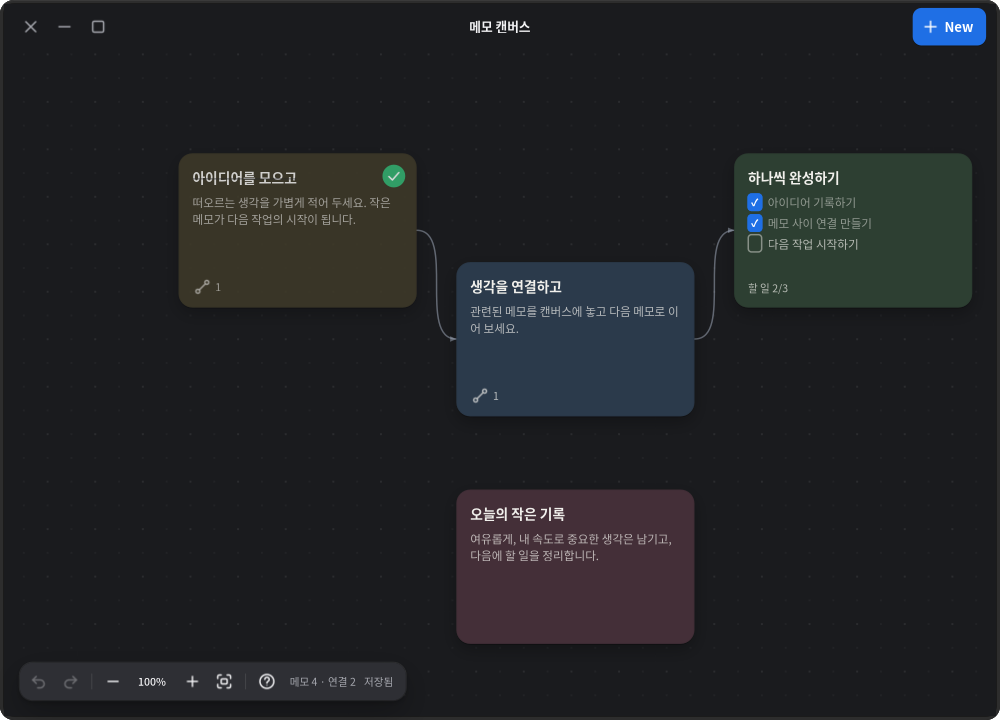 메모 캔버스
New
아이디어를 모으고
떠오르는 생각을 가볍게 적어 두세요. 작은
메모가 다음 작업의 시작이 됩니다.
1
생각을 연결하고
관련된 메모를 캔버스에 놓고 다음 메모로 이
어 보세요.
1
하나씩 완성하기
아이디어 기록하기
메모 사이 연결 만들기
다음 작업 시작하기
할 일 2/3
오늘의 작은 기록
여유롭게, 내 속도로 중요한 생각은 남기고,
다음에 할 일을 정리합니다.
100%
메모 4 · 연결 2 저장됨